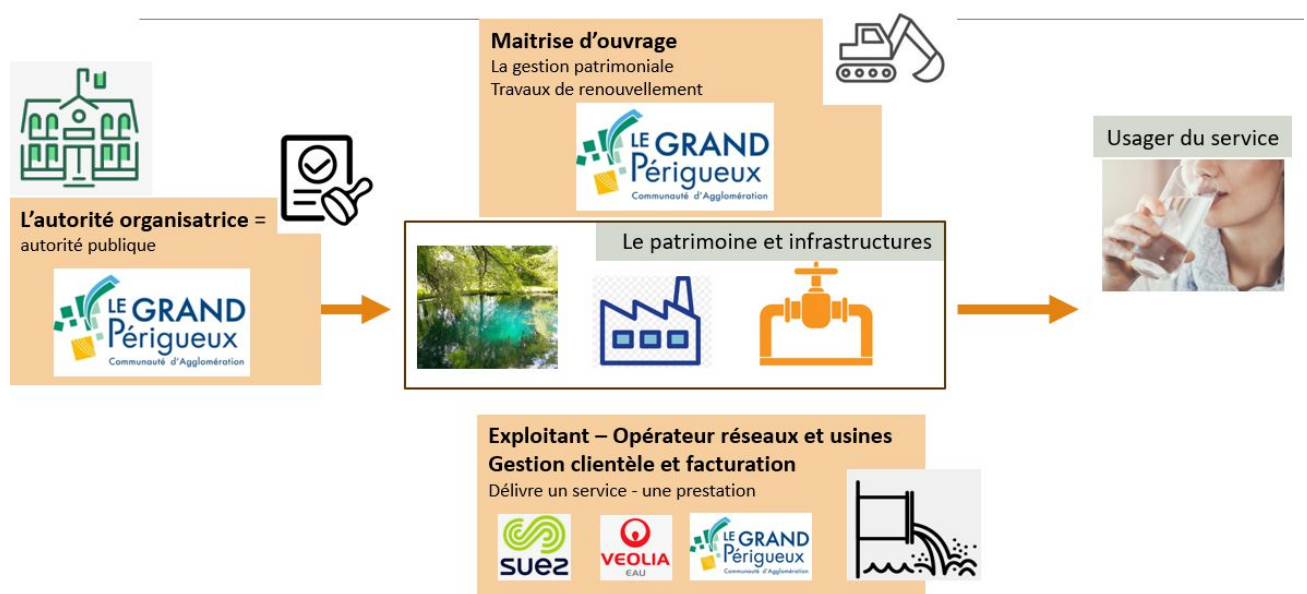 Maitrise d'ouvrage
La gestion patrimoniale
Travaux de renouvellement
LE GRAND
Périgueux
Communauté d'Agglomération
L'autorité organisatrice =
autorité publique
LE GRAND
Périgueux
Communauté d'Agglomération
Le patrimoine et infrastructures
Usager du service
Exploitant – Opérateur réseaux et usines
Gestion clientèle et facturation
Délivre un service - une prestation
suez
VEOLIA
EAU
LE GRAND
Périgueux
Communauté d'Agglomération